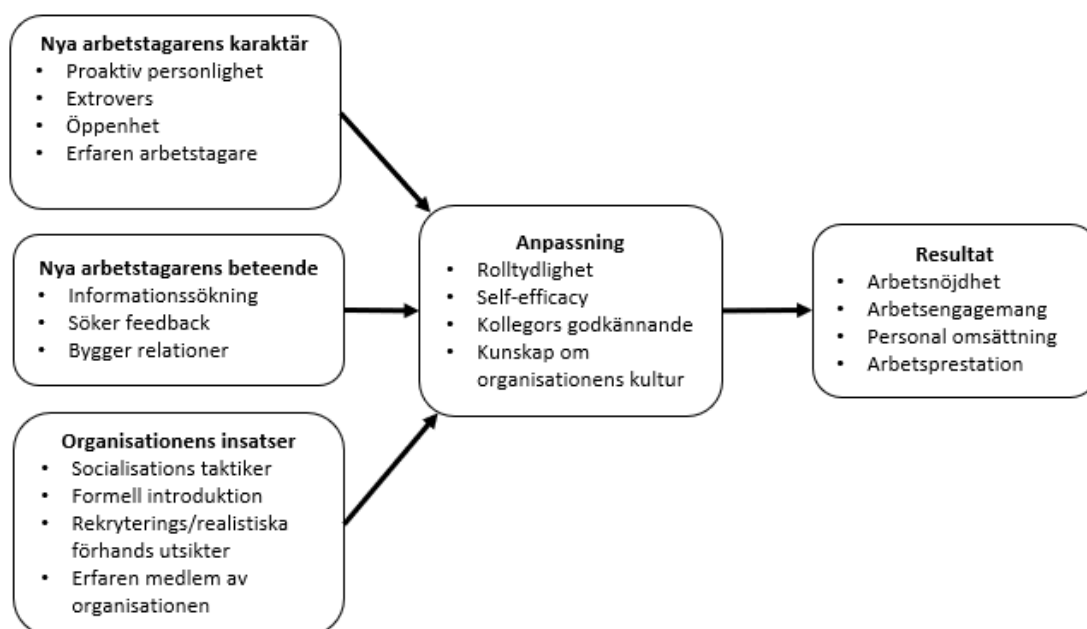 Nya arbetstagarens karaktär
• Proaktiv personlighet
• Extrovers
• Öppenhet
• Erfaren arbetstagare
Nya arbetstagarens beteende
• Informationssökning
• Söker feedback
• Bygger relationer
Organisationens insatser
• Socialisations taktiker
• Formell introduktion
• Rekryterings/realistiska
förhands utsikter
• Erfaren medlem av
organisationen
Anpassning
• Rolltydlighet
• Self-efficacy
• Kollegors godkännande
• Kunskap om
organisationens kultur
Resultat
• Arbetsnöjdhet
• Arbetsengagemang
• Personal omsättning
• Arbetsprestation